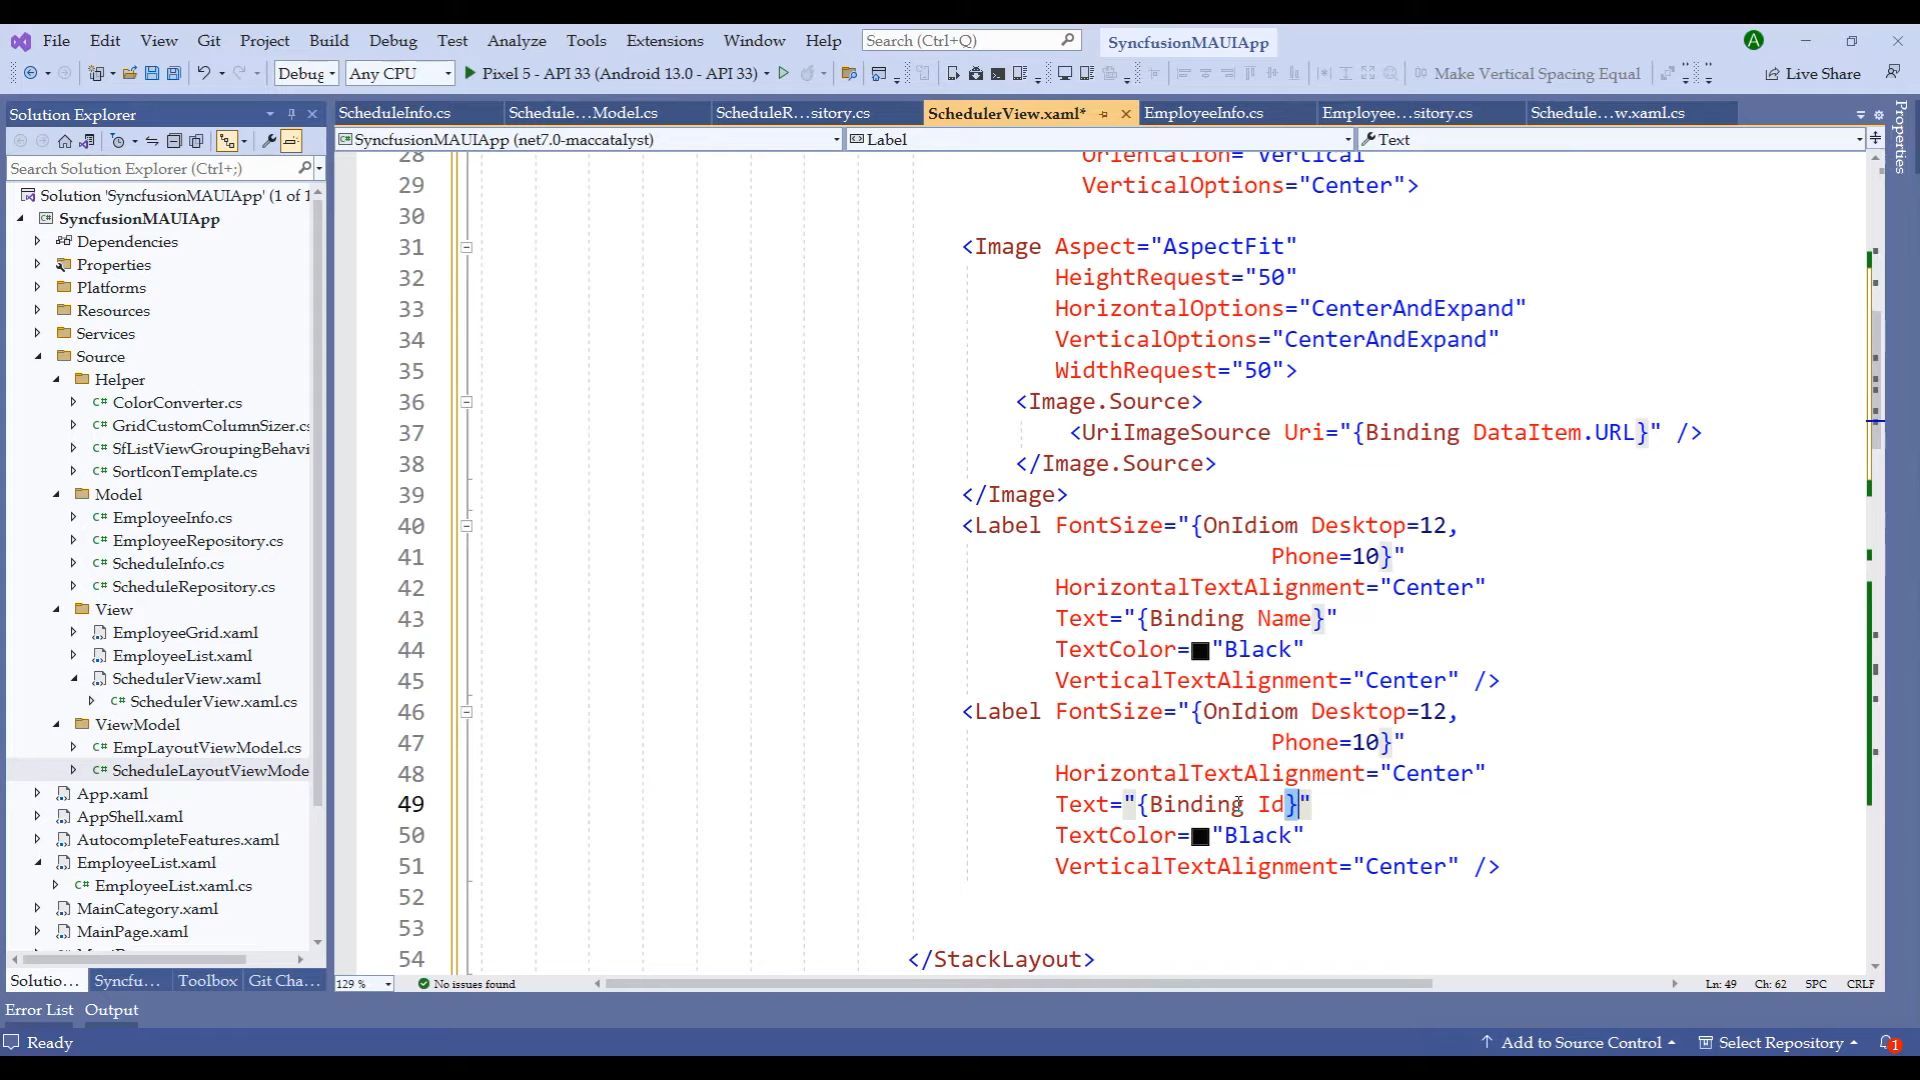 File Edit View Git Project Build Debug Test Analyze Tools Extensions Window Help Search (Ctrl+Q) SyncfusionMAUIApp A
Debug Any CPU Pixel 5 - API 33 (Android 13.0 - API 33) Make Vertical Spacing Equal Live Share
Solution Explorer
ScheduleInfo.cs Schedule...Model.cs ScheduleR...sitory.cs SchedulerView.xaml* EmployeeInfo.cs Employee...sitory.cs Schedule...w.xaml.cs
Properties
SyncfusionMAUIApp (net7.0-maccatalyst) Label Text
Search Solution Explorer (Ctrl+;)
Solution 'SyncfusionMAUIApp' (1 of 1
SyncfusionMAUIApp
Dependencies
Properties
Platforms
Resources
Services
Source
Helper
ColorConverter.cs
GridCustomColumnSizer.cs
SfListViewGroupingBehavi
SortIconTemplate.cs
Model
EmployeeInfo.cs
EmployeeRepository.cs
ScheduleInfo.cs
ScheduleRepository.cs
View
EmployeeGrid.xaml
EmployeeList.xaml
SchedulerView.xaml
SchedulerView.xaml.cs
ViewModel
EmpLayoutViewModel.cs
ScheduleLayoutViewMode
App.xaml
AppShell.xaml
AutocompleteFeatures.xaml
EmployeeList.xaml
EmployeeList.xaml.cs
MainCategory.xaml
MainPage.xaml
28 Orientation="Vertical"
29 VerticalOptions="Center">
30
31 <Image Aspect="AspectFit"
32 HeightRequest="50"
33 HorizontalOptions="CenterAndExpand"
34 VerticalOptions="CenterAndExpand"
35 WidthRequest="50">
36 <Image.Source>
37 <UriImageSource Uri="{Binding DataItem.URL}" />
38 </Image.Source>
39 </Image>
40 <Label FontSize="{OnIdiom Desktop=12,
41 Phone=10}"
42 HorizontalTextAlignment="Center"
43 Text="{Binding Name}"
44 TextColor="Black"
45 VerticalTextAlignment="Center" />
46 <Label FontSize="{OnIdiom Desktop=12,
47 Phone=10}"
48 HorizontalTextAlignment="Center"
49 Text="{Binding Id}"
50 TextColor="Black"
51 VerticalTextAlignment="Center" />
52
53
54 </StackLayout>
Solutio... Syncfu... Toolbox Git Cha... 129 % No issues found Ln: 49 Ch: 62 SPC CRLF
Error List Output
Ready Add to Source Control Select Repository 1